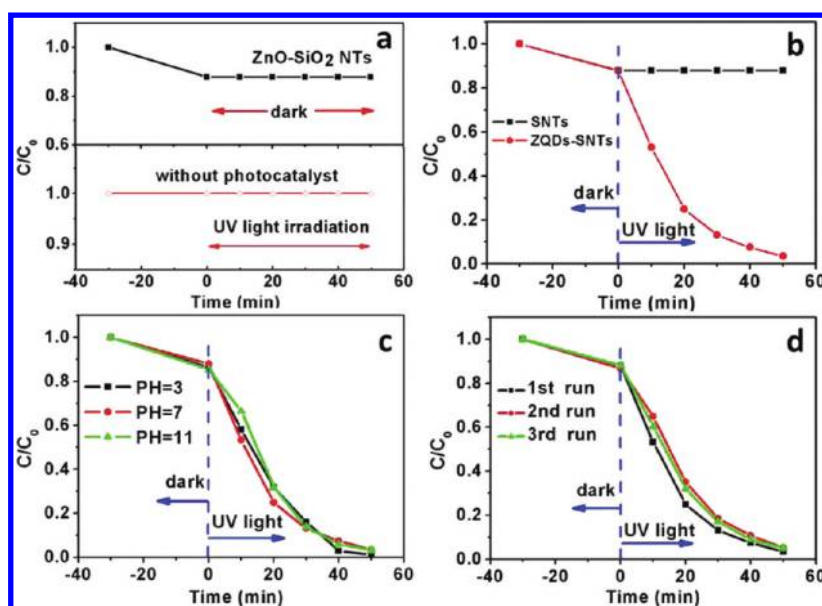 a
1.0
ZnO-SiO2 NTs
0.8
dark
0.6
without photocatalyst
1.0
UV light irradiation
0.9
C/C0
-40 -20 0 20 40 60
Time (min)
b
1.0
0.8
SNTs
0.6
ZQDs-SNTs
0.4
dark
0.2
UV light
0.0
C/C0
-40 -20 0 20 40 60
Time (min)
c
1.0
0.8
PH=3
0.6
PH=7
PH=11
0.4
dark
0.2
UV light
0.0
C/C0
-40 -20 0 20 40 60
Time (min)
d
1.0
0.8
1st run
2nd run
0.6
3rd run
0.4
dark
0.2
UV light
0.0
C/C0
-40 -20 0 20 40 60
Time (min)